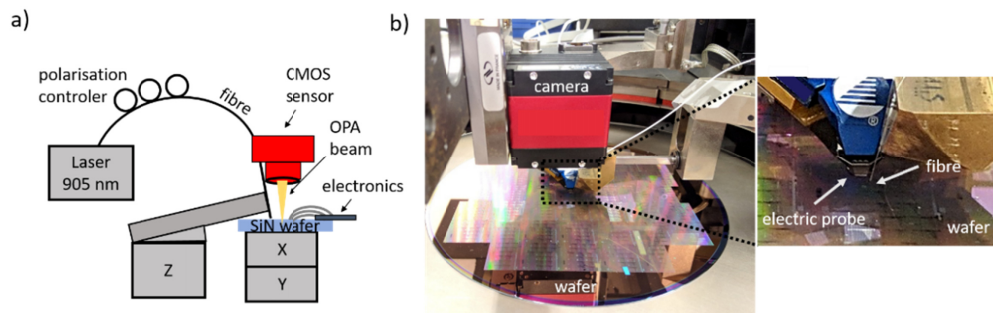 a)
polarisation
controler
fibre
CMOS
sensor
OPA
beam
Laser
905 nm
electronics
SiN wafer
Z
X
Y
b)
camera
wafer
®
fibre
electric probe
wafer